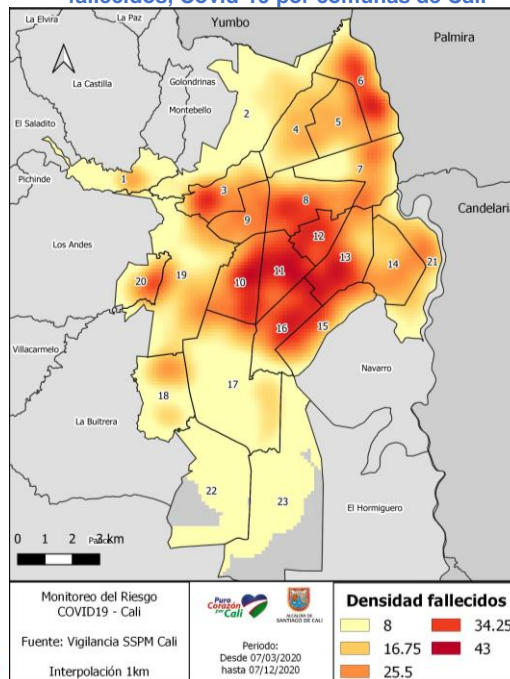 fallecidos, Covid-19 por comunas de Cali
La Elvira
La Paz
Yumbo
Palmira
La Castilla
Golondrinas
Montebello
El Saladito
Pichinde
Los Andes
Villacarmelo
La Buitrera
Candelaria
Navarro
El Hormiguero
1
2
3
4
5
6
7
8
9
10
11
12
13
14
15
16
17
18
19
20
21
22
23
0 1 2 3 km
Monitoreo del Riesgo
COVID19 - Cali
Fuente: Vigilancia SSPM Cali
Interpolación 1km
Puro
Corazón
por Cali
ALCALDÍA DE
SANTIAGO DE CALI
Periodo:
Desde 07/03/2020
hasta 07/12/2020
Densidad fallecidos
8
16.75
25.5
34.25
43